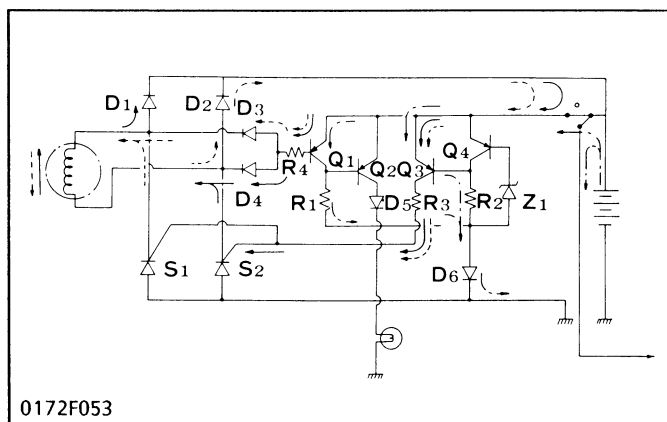 D1 D2 D3
Q1 Q2 Q3 Q4
R4
D4 R1 D5 R3 R2 Z1
S1 S2 D6
0172F053